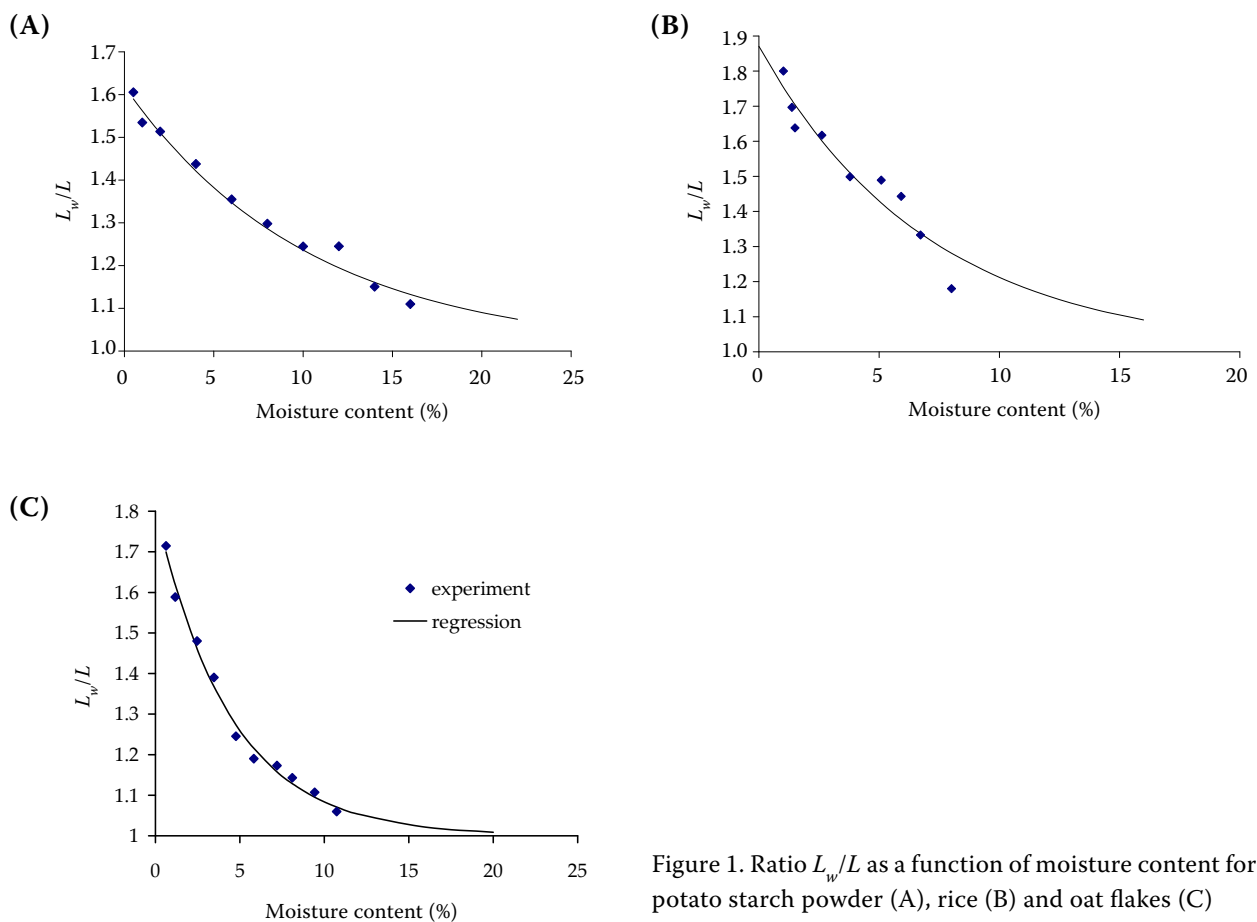 (A)
1.7
1.6
1.5
1.4
1.3
1.2
1.1
1.0
L_w/L
0 5 10 15 20 25
Moisture content (%)
(B)
1.9
1.8
1.7
1.6
1.5
1.4
1.3
1.2
1.1
1.0
L_w/L
0 5 10 15 20
Moisture content (%)
(C)
1.8
1.7
1.6
1.5
1.4
1.3
1.2
1.1
1
L_w/L
experiment
regression
0 5 10 15 20 25
Moisture content (%)
Figure 1. Ratio L_w/L as a function of moisture content for
potato starch powder (A), rice (B) and oat flakes (C)